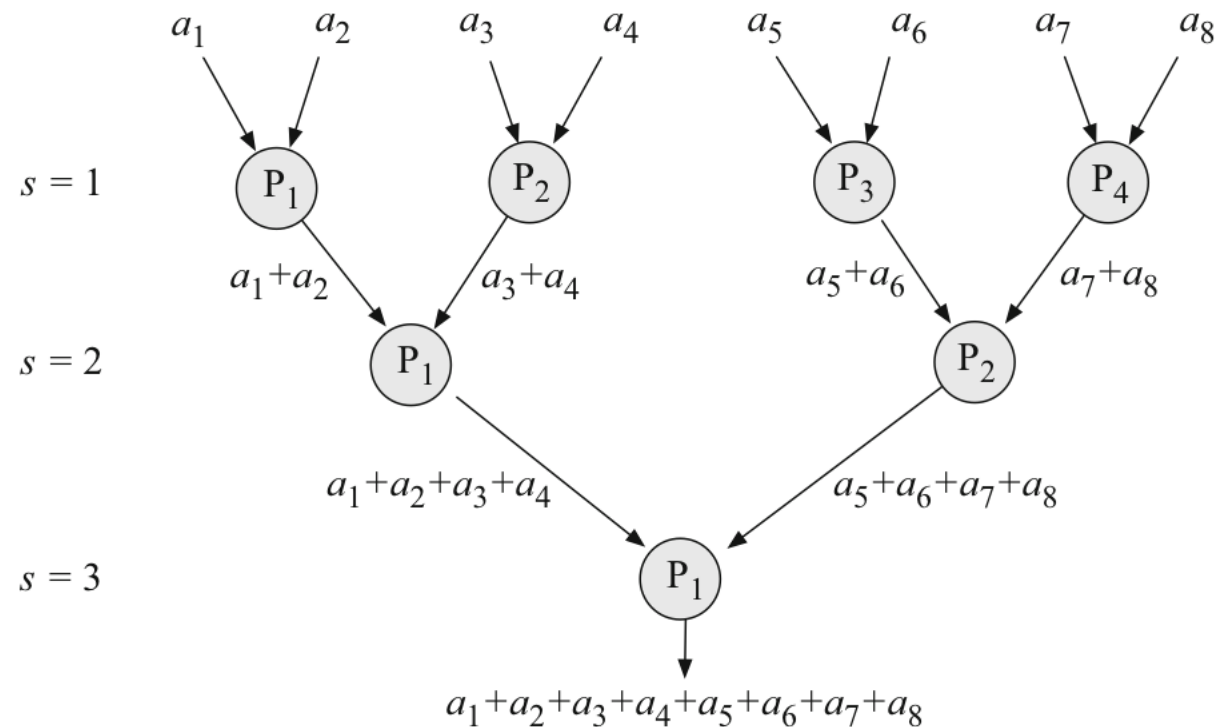 a₁ a₂ a₃ a₄ a₅ a₆ a₇ a₈
s = 1 P₁ P₂ P₃ P₄
a₁+a₂ a₃+a₄ a₅+a₆ a₇+a₈
s = 2 P₁ P₂
a₁+a₂+a₃+a₄ a₅+a₆+a₇+a₈
s = 3 P₁
a₁+a₂+a₃+a₄+a₅+a₆+a₇+a₈